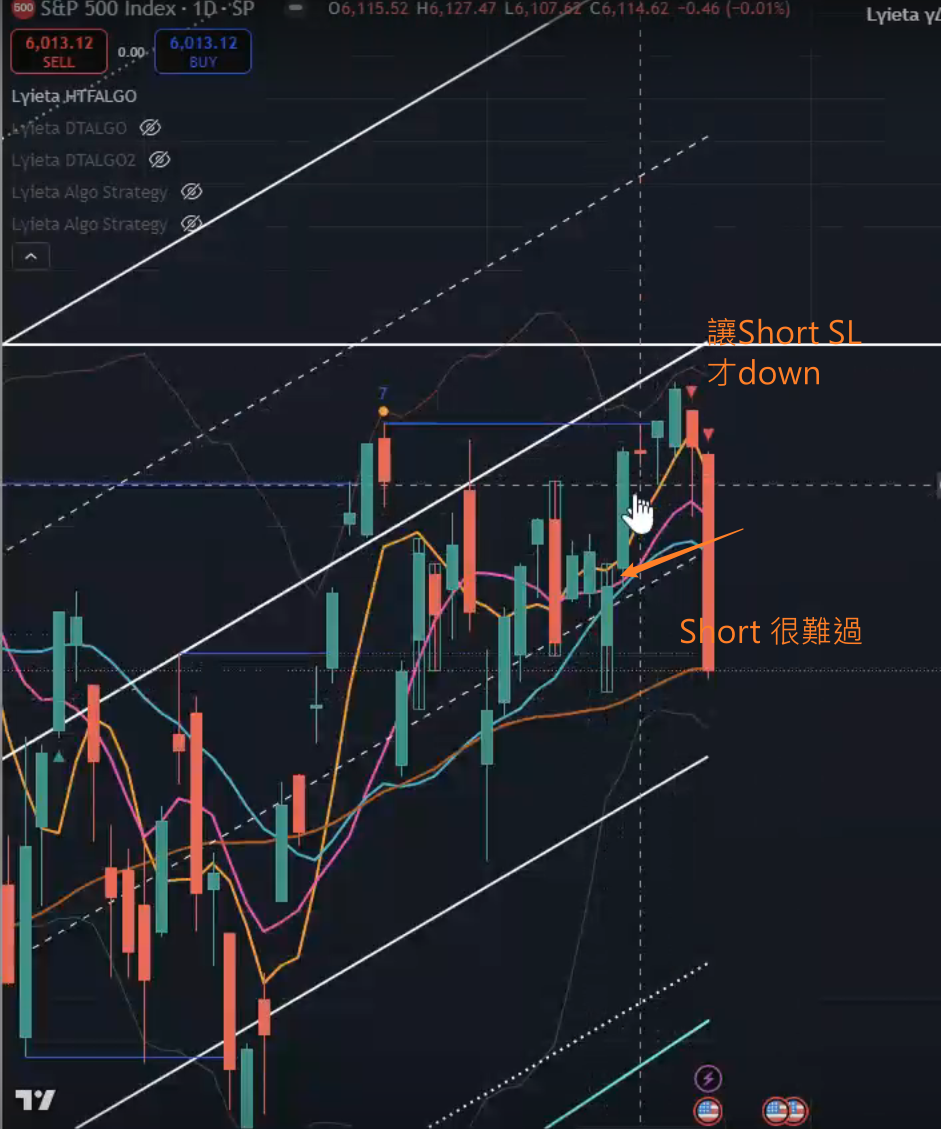 500 S&P 500 Index · 1D · SP O6,115.52 H6,127.47 L6,107.62 C6,114.62 −0.46 (−0.01%)
6,013.12 SELL 0.00 6,013.12 BUY
Lyieta HTFALGO
Lyieta DTALGO
Lyieta DTALGO2
Lyieta Algo Strategy
Lyieta Algo Strategy
讓Short SL
才down
7
Short 很難過